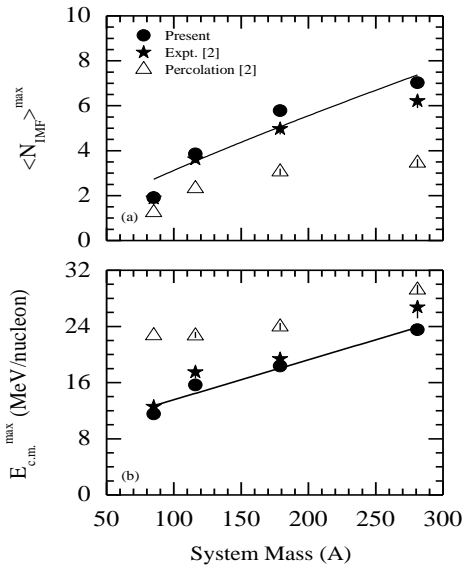 10
8
6
4
2
0
<N_IMF>^max
Present
Expt. [2]
Percolation [2]
(a)
32
24
16
8
0
E_c.m.^max (MeV/nucleon)
(b)
50 100 150 200 250 300
System Mass (A)